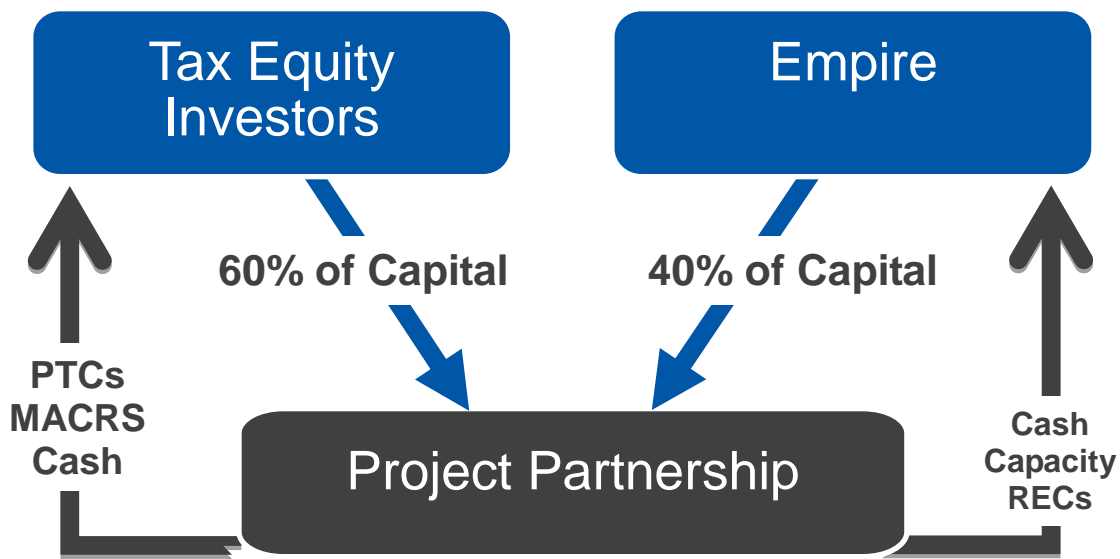 Tax Equity
Investors
Empire
60% of Capital
40% of Capital
PTCs
MACRS
Cash
Cash
Capacity
RECs
Project Partnership